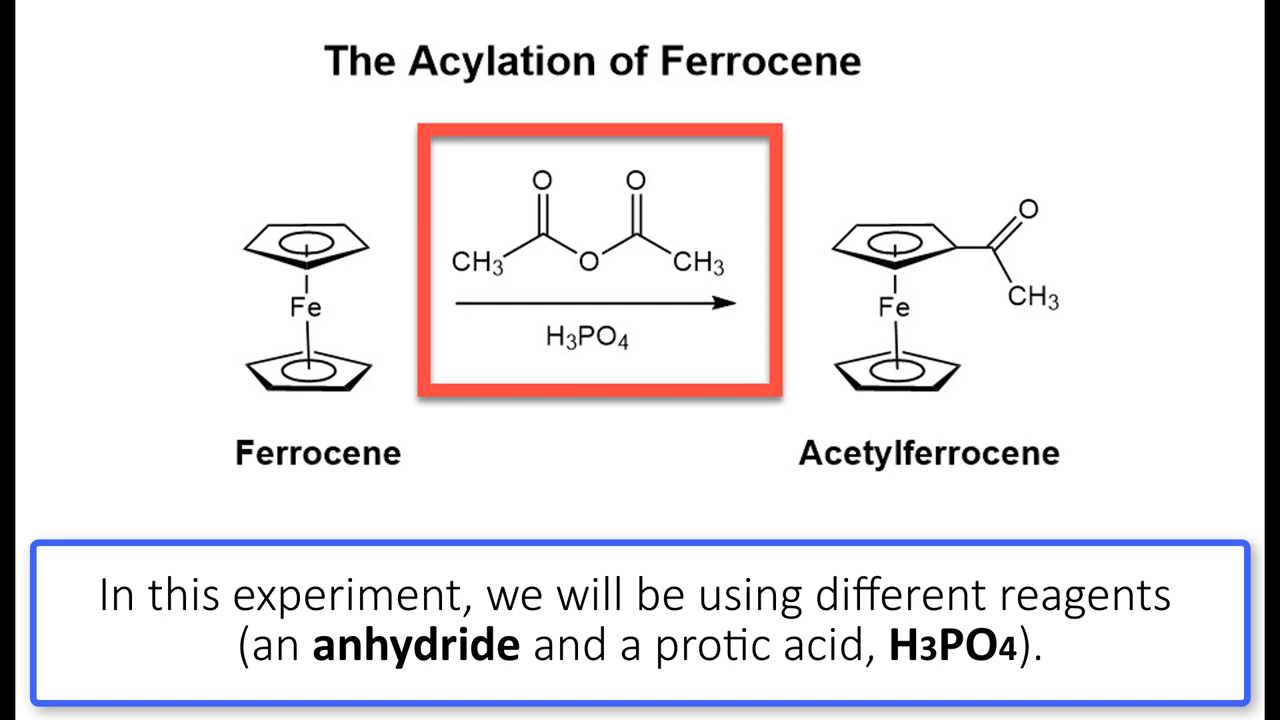 The Acylation of Ferrocene
O O O
CH3 O CH3
Fe Fe
CH3
H3PO4
Ferrocene Acetylferrocene
In this experiment, we will be using different reagents
(an anhydride and a protic acid, H3PO4).